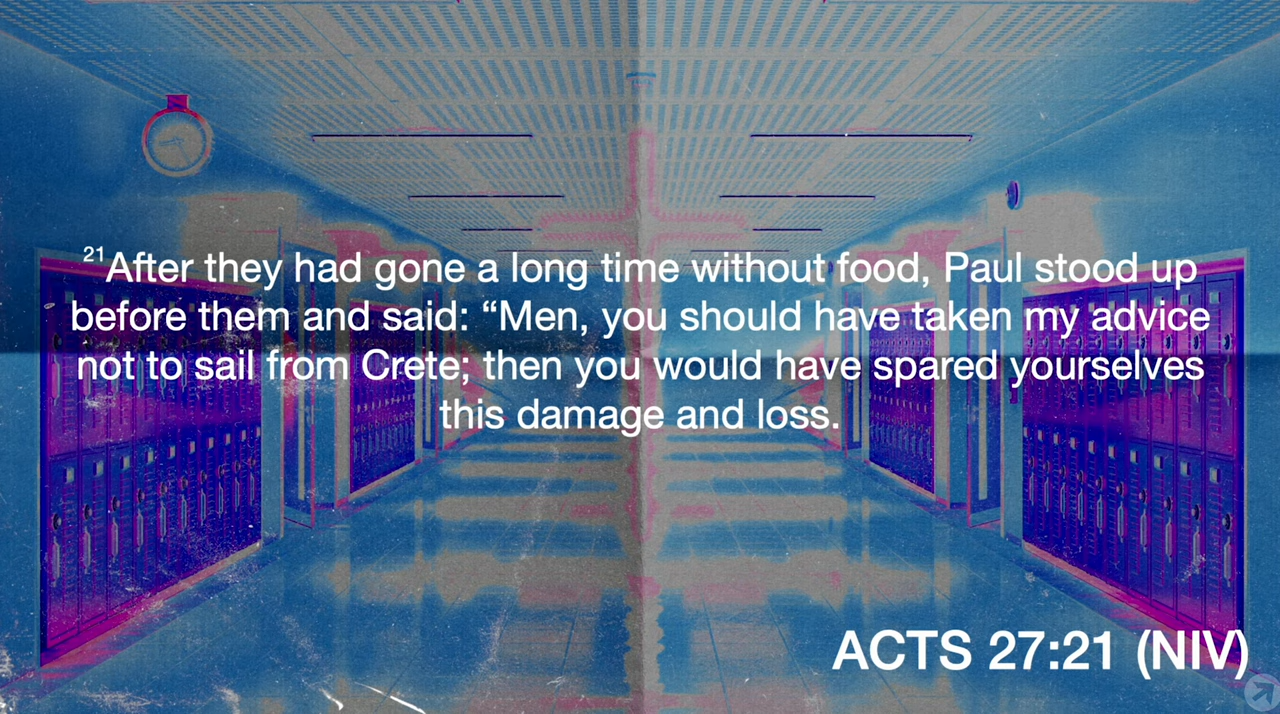 21After they had gone a long time without food, Paul stood up
before them and said: “Men, you should have taken my advice
not to sail from Crete; then you would have spared yourselves
this damage and loss.
ACTS 27:21 (NIV)